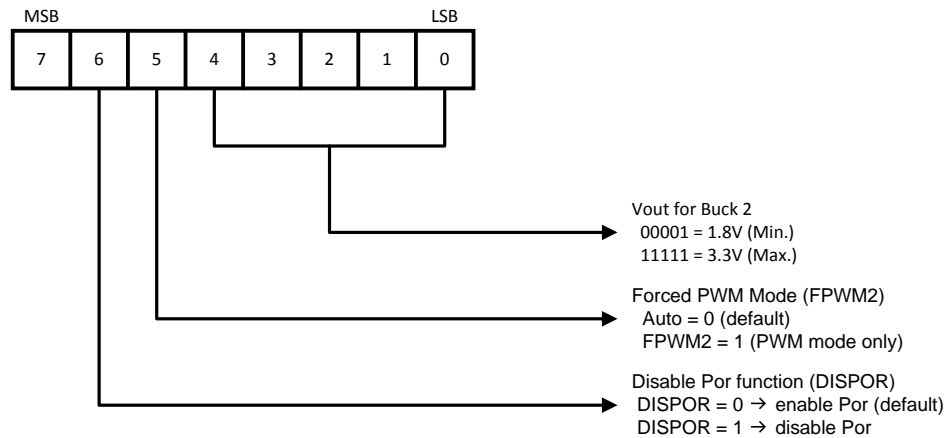 MSB LSB
7 6 5 4 3 2 1 0
Vout for Buck 2
00001 = 1.8V (Min.)
11111 = 3.3V (Max.)
Forced PWM Mode (FPWM2)
Auto = 0 (default)
FPWM2 = 1 (PWM mode only)
Disable Por function (DISPOR)
DISPOR = 0 → enable Por (default)
DISPOR = 1 → disable Por